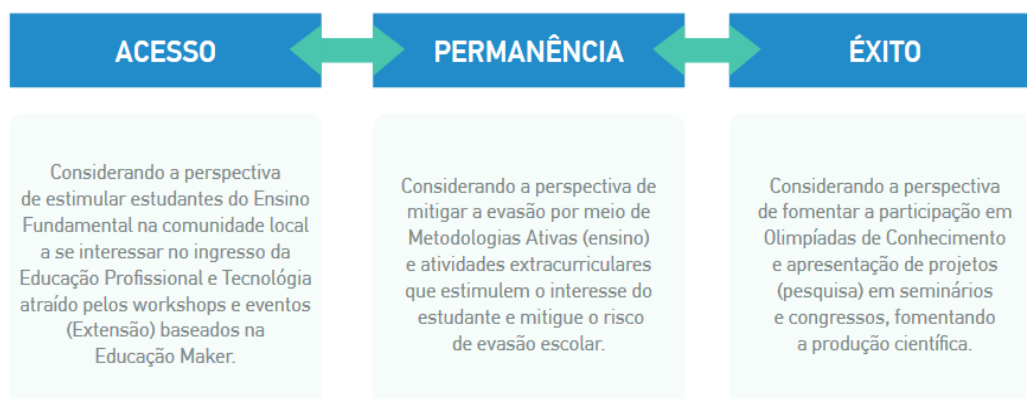 ACESSO
Considerando a perspectiva
de estimular estudantes do Ensino
Fundamental na comunidade local
a se interessar no ingresso da
Educação Profissional e Tecnológia
atraído pelos workshops e eventos
(Extensão) baseados na
Educação Maker.
PERMANÊNCIA
Considerando a perspectiva de
mitigar a evasão por meio de
Metodologias Ativas (ensino)
e atividades extracurriculares
que estimulem o interesse do
estudante e mitigue o risco
de evasão escolar.
ÉXITO
Considerando a perspectiva
de fomentar a participação em
Olimpíadas de Conhecimento
e apresentação de projetos
(pesquisa) em seminários
e congressos, fomentando
a produção científica.